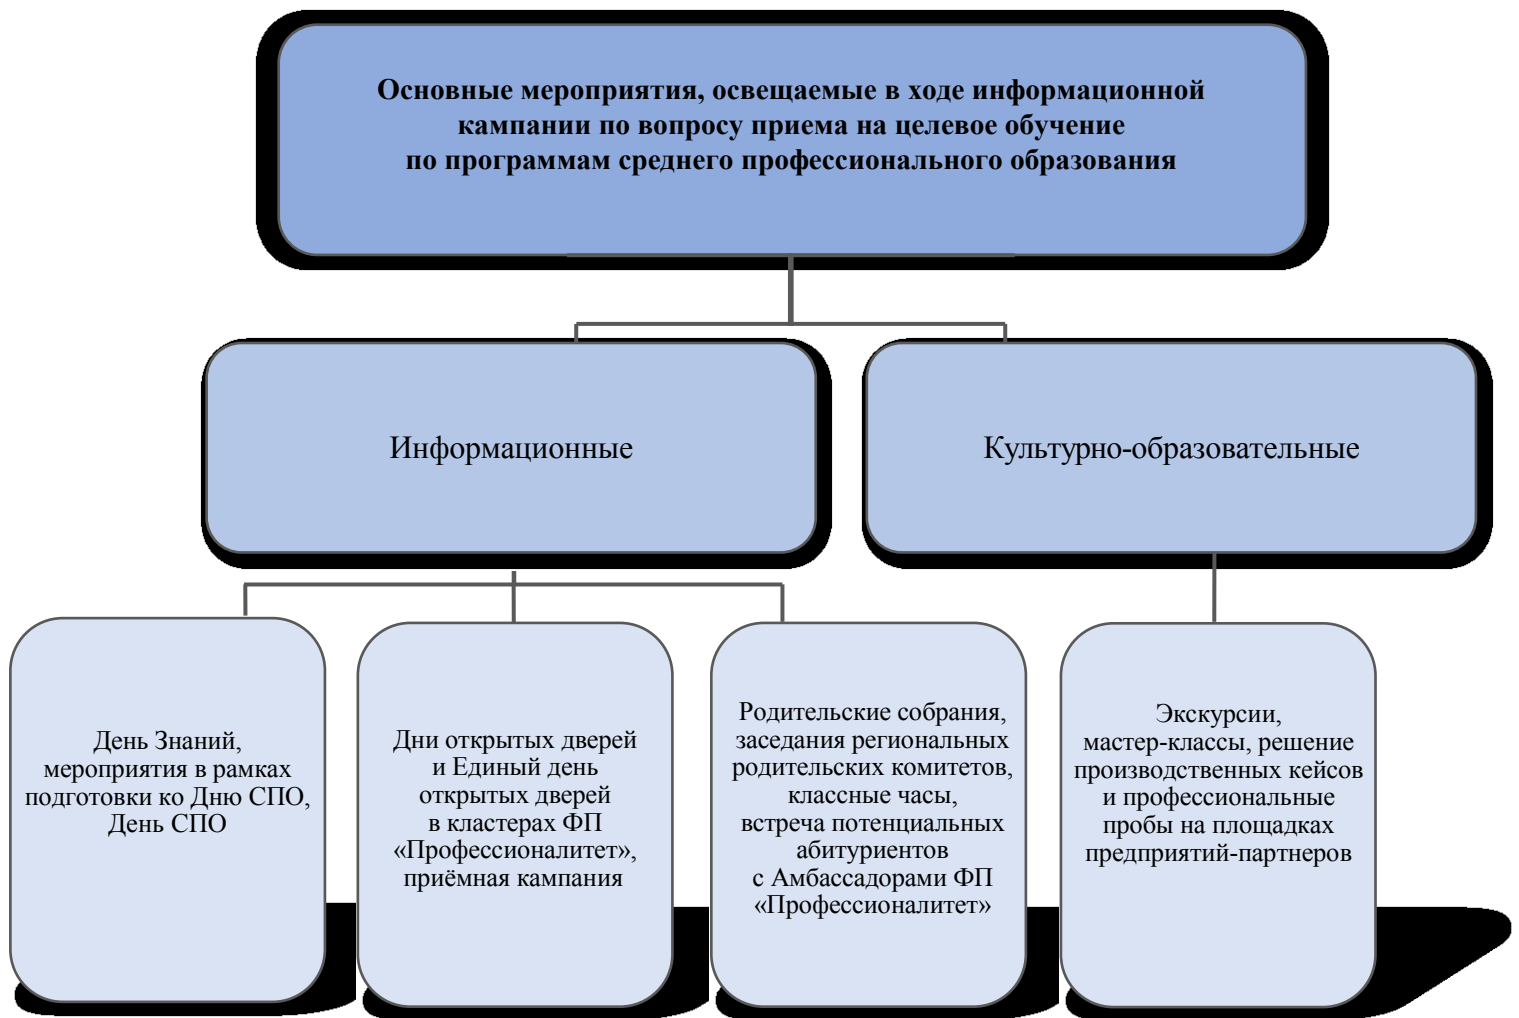 Основные мероприятия, освещаемые в ходе информационной
кампании по вопросу приема на целевое обучение
по программам среднего профессионального образования
Информационные
Культурно-образовательные
День Знаний,
мероприятия в рамках
подготовки ко Дню СПО,
День СПО
Дни открытых дверей
и Единый день
открытых дверей
в кластерах ФП
«Профессионалитет»,
приёмная кампания
Родительские собрания,
заседания региональных
родительских комитетов,
классные часы,
встреча потенциальных
абитуриентов
с Амбассадорами ФП
«Профессионалитет»
Экскурсии,
мастер-классы, решение
производственных кейсов
и профессиональные
пробы на площадках
предприятий-партнеров